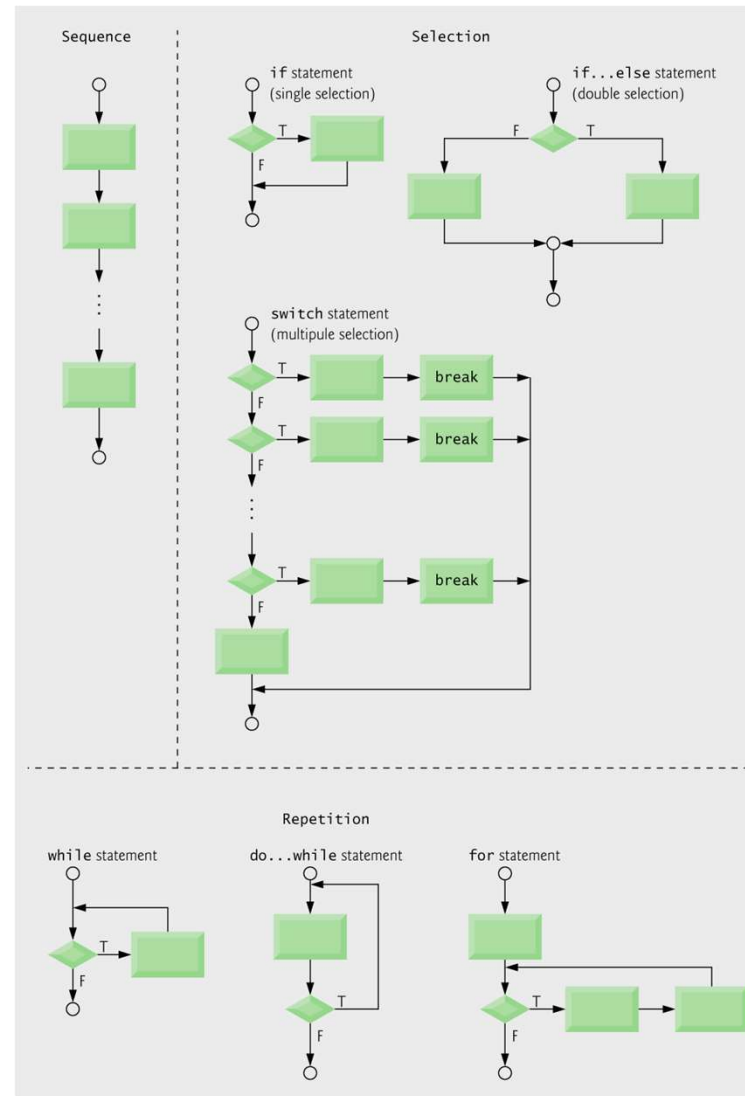 Sequence
Selection
if statement
(single selection)
T
F
if...else statement
(double selection)
F
T
switch statement
(multipule selection)
T
break
F
T
break
F
T
break
F
Repetition
while statement
T
F
do...while statement
T
F
for statement
T
F